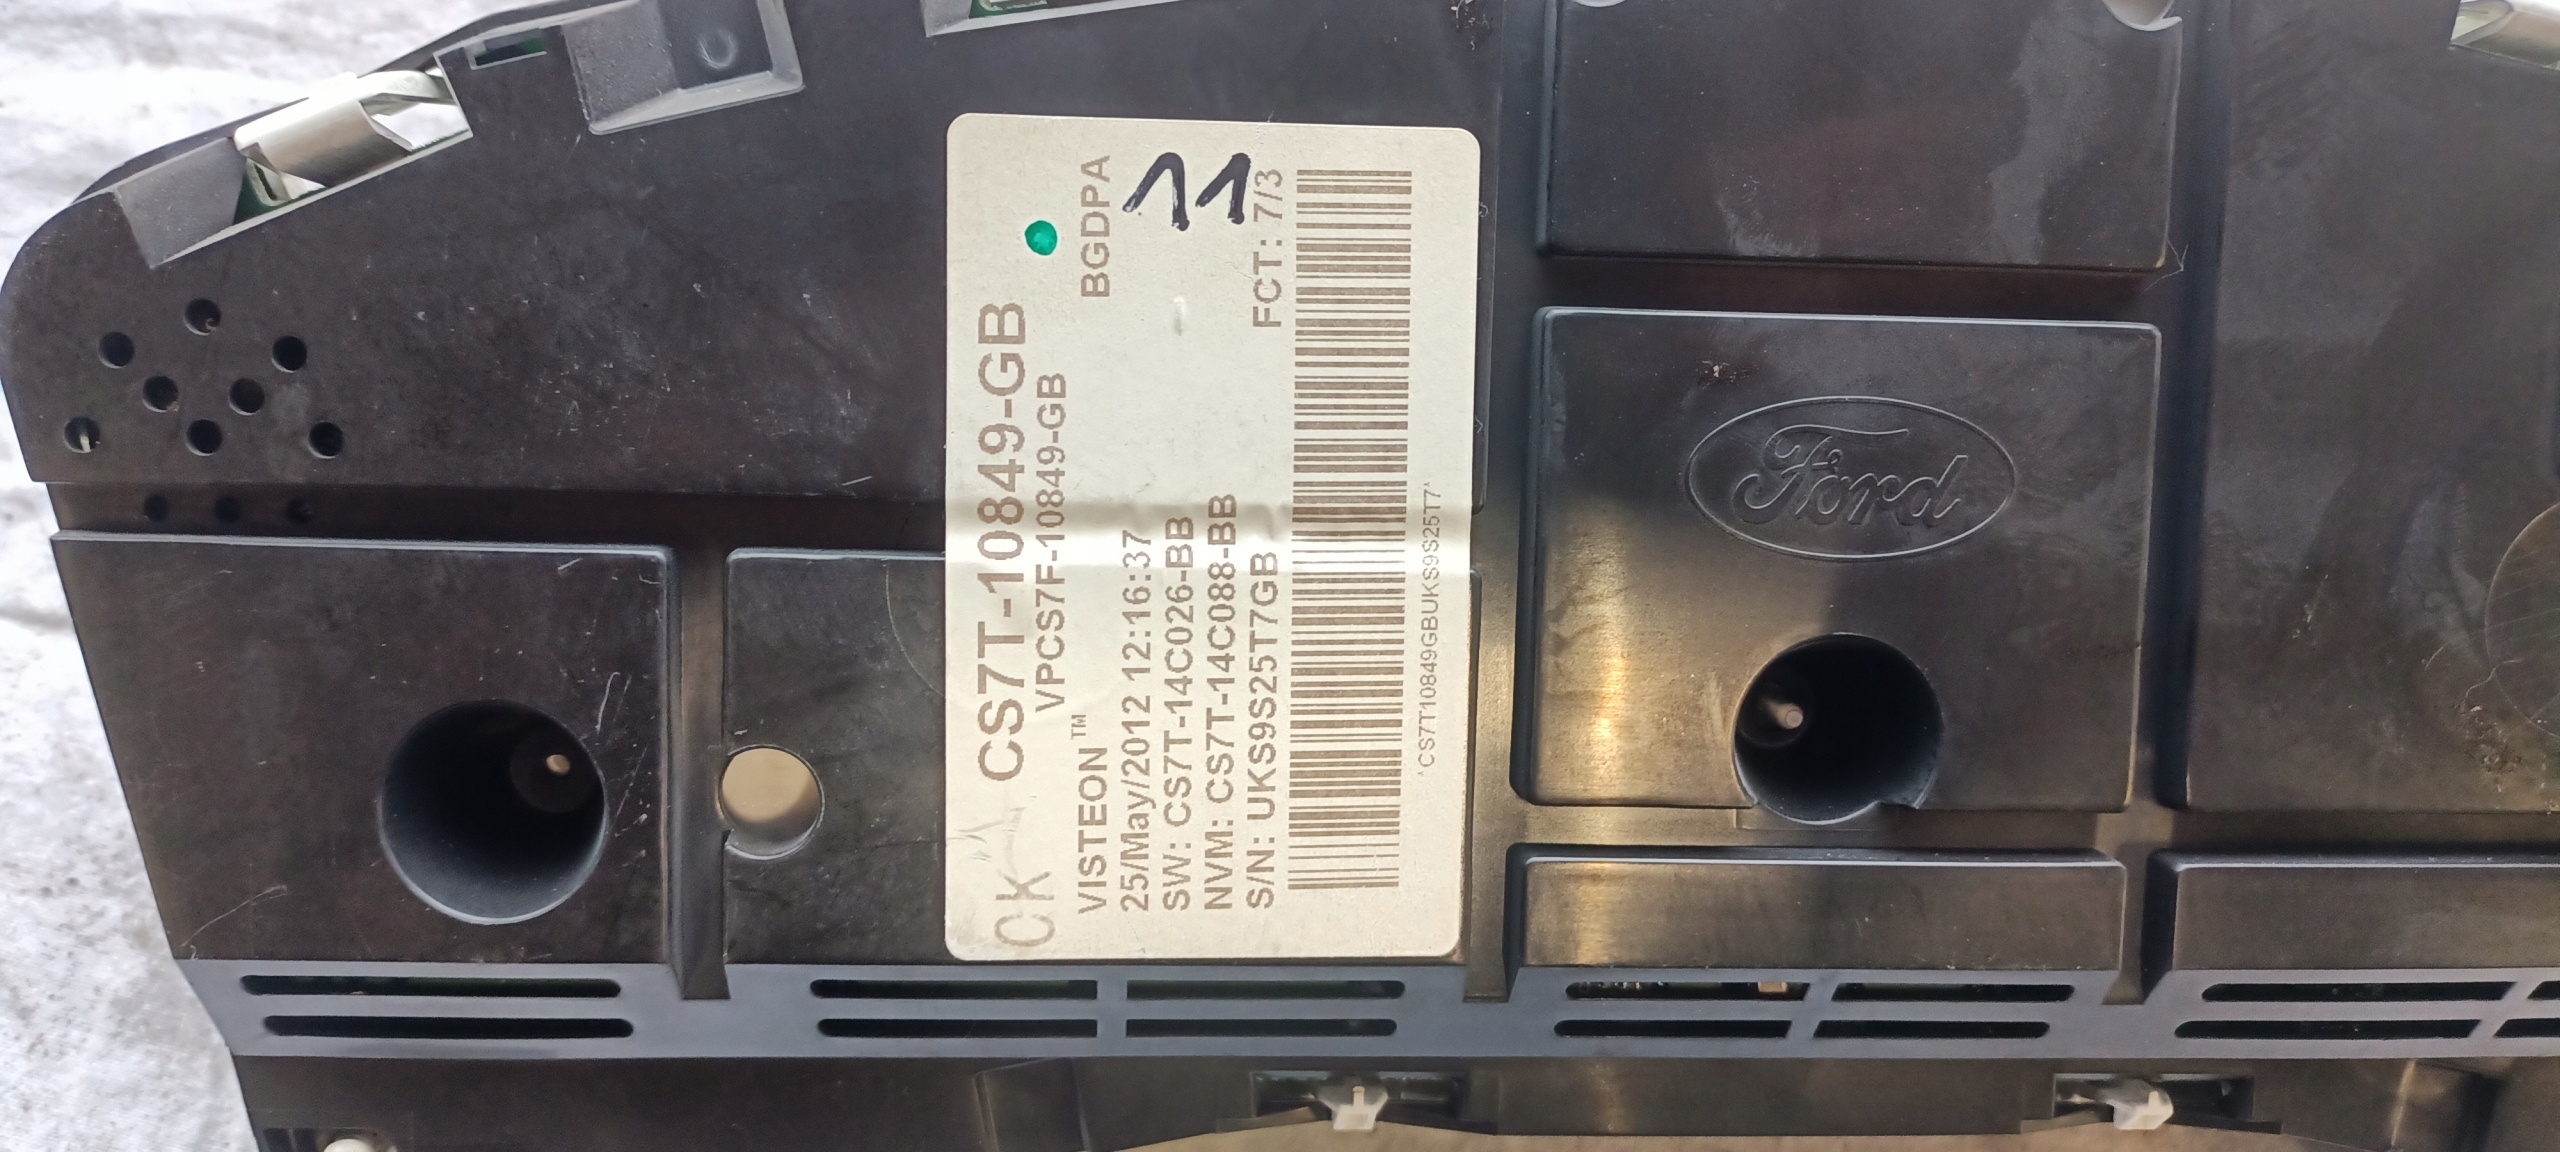 CK CS7T-10849-GB
VPCS7F-10849-GB
VISTEON™ BGDPA
25/May/2012 12:16:37
11
SW: CS7T-14C026-BB
NVM: CS7T-14C088-BB
FCT: 7/3
S/N: UKS9S25T7GB
*CS7T10849GBUKS9S25T7*
Ford